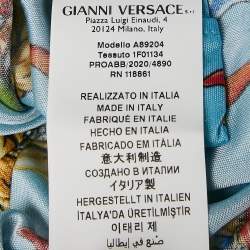 GIANNI VERSACE S.r.l.
Piazza Luigi Einaudi, 4
20124 Milano, Italy
Modello A89204
Tessuto 1F01134
PROABB/2020/4890
RN 118861
REALIZZATO IN ITALIA
MADE IN ITALY
FABRIQUÉ EN ITALIE
HECHO EN ITALIA
FABRICADO EM ITÁLIA
意大利制造
СОЗДАНО В ИТАЛИИ
イタリア製
HERGESTELLT IN ITALIEN
İTALYA'DA ÜRETİLMİŞTİR
이태리 제
صنع في إيطاليا